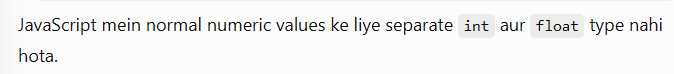 JavaScript mein normal numeric values ke liye separate int aur float type nahi
hota.